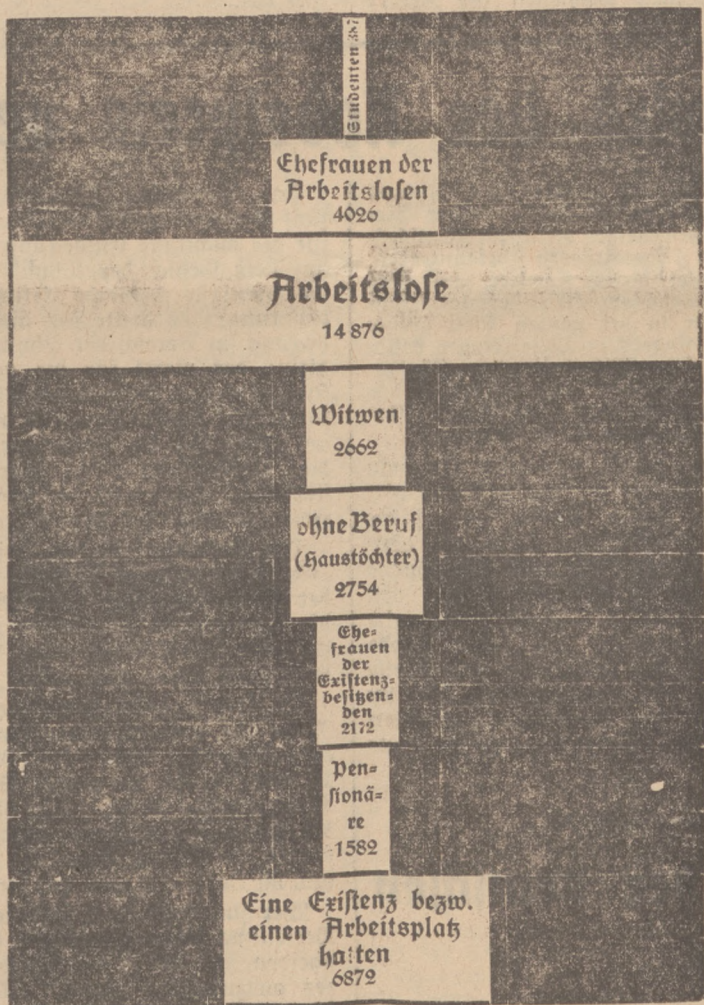 Studenten 387
Ehefrauen der
Arbeitslosen
4026
Arbeitslose
14 876
Witwen
2662
ohne Beruf
(Haustöchter)
2754
Ehe=
frauen
der
Existenz=
besitzen=
den
2172
Pen=
sionä=
re
1582
Eine Existenz bezw.
einen Arbeitsplatz
hatten
6872